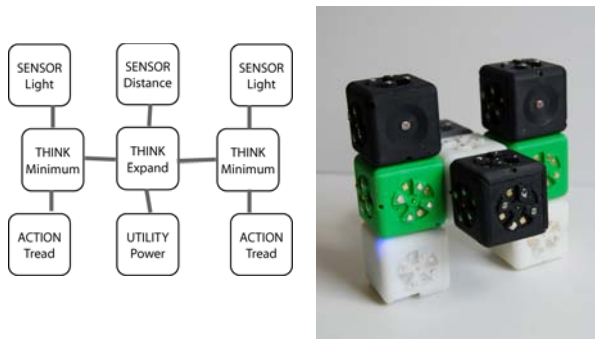 SENSOR
Light
SENSOR
Distance
SENSOR
Light
THINK
Minimum
THINK
Expand
THINK
Minimum
ACTION
Tread
UTILITY
Power
ACTION
Tread